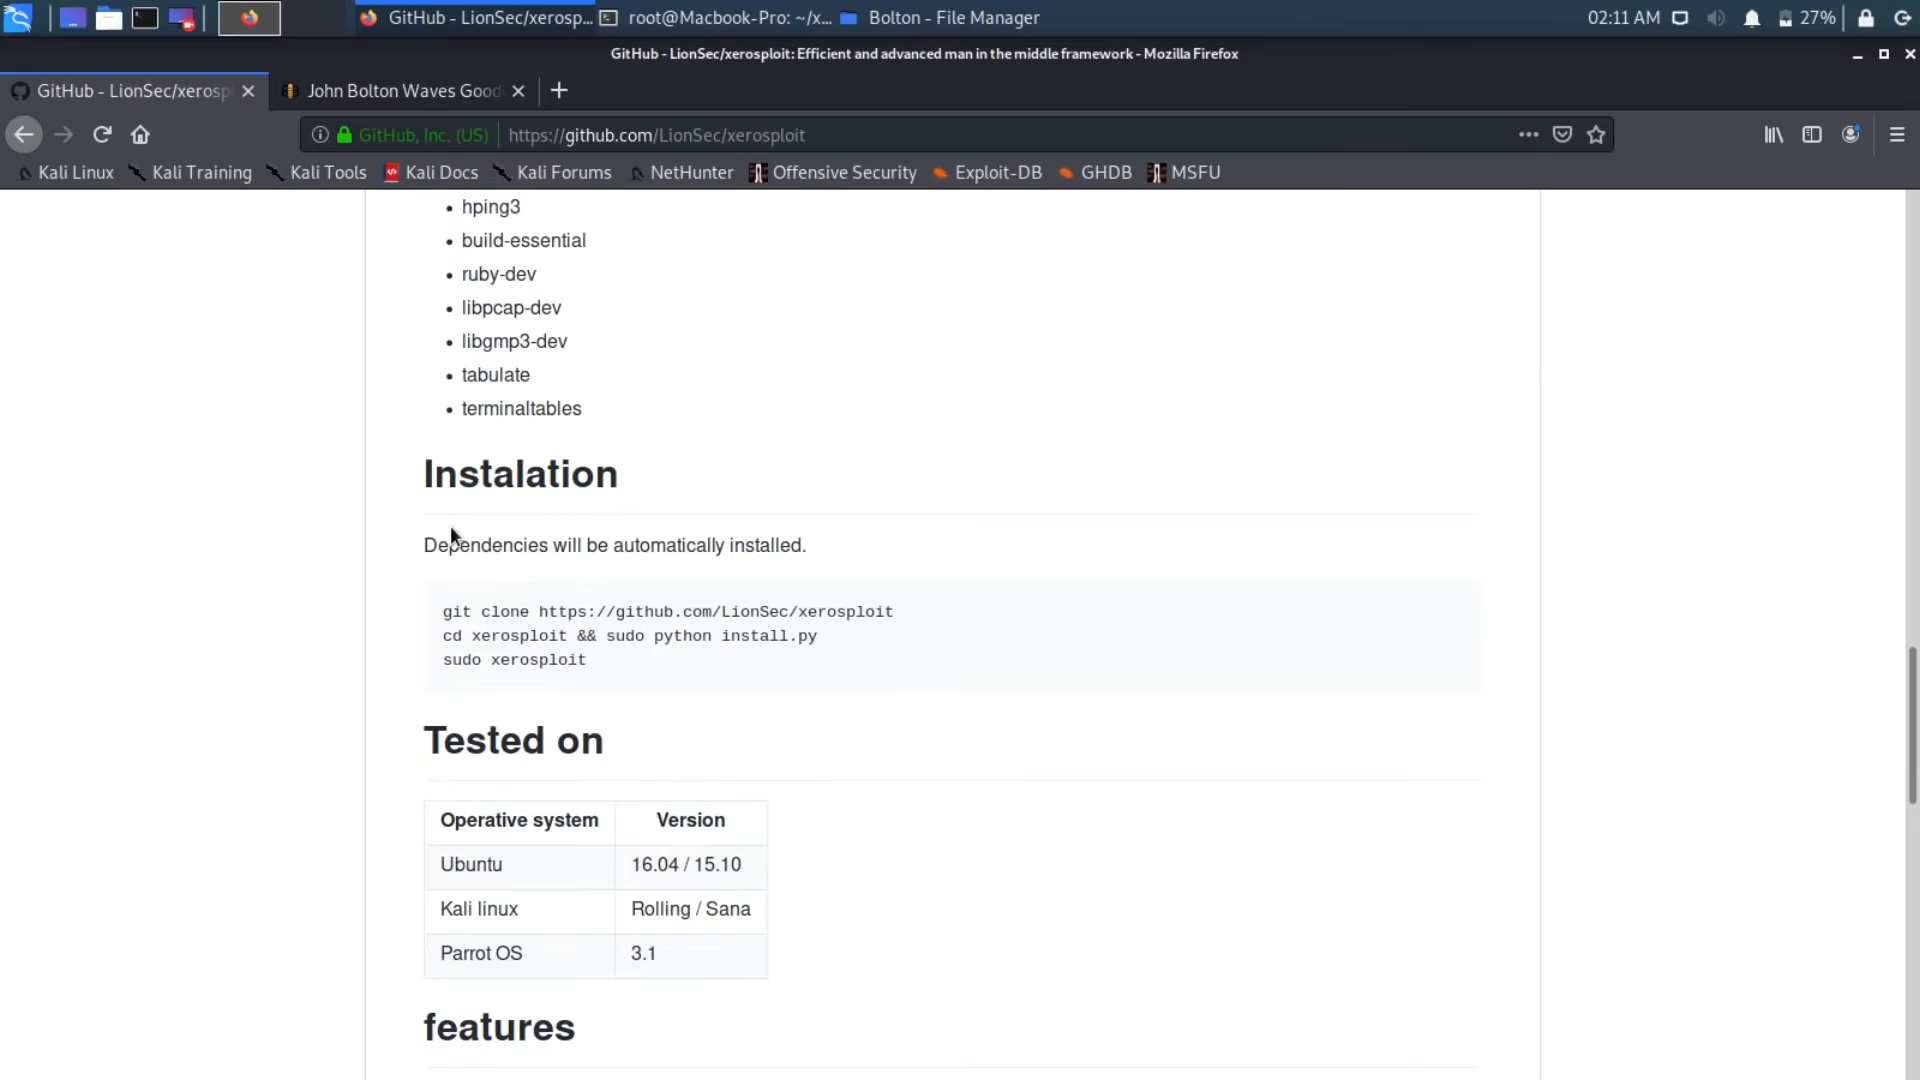 GitHub - LionSec/xerosp...
root@Macbook-Pro: ~/x...
Bolton - File Manager
02:11 AM
27%
GitHub - LionSec/xerosploit: Efficient and advanced man in the middle framework - Mozilla Firefox
GitHub - LionSec/xerosp
John Bolton Waves Good
GitHub, Inc. (US)
https://github.com/LionSec/xerosploit
Kali Linux
Kali Training
Kali Tools
Kali Docs
Kali Forums
NetHunter
Offensive Security
Exploit-DB
GHDB
MSFU
hping3
build-essential
ruby-dev
libpcap-dev
libgmp3-dev
tabulate
terminaltables
Instalation
Dependencies will be automatically installed.
git clone https://github.com/LionSec/xerosploit
cd xerosploit && sudo python install.py
sudo xerosploit
Tested on
Operative system Version
Ubuntu 16.04 / 15.10
Kali linux Rolling / Sana
Parrot OS 3.1
features